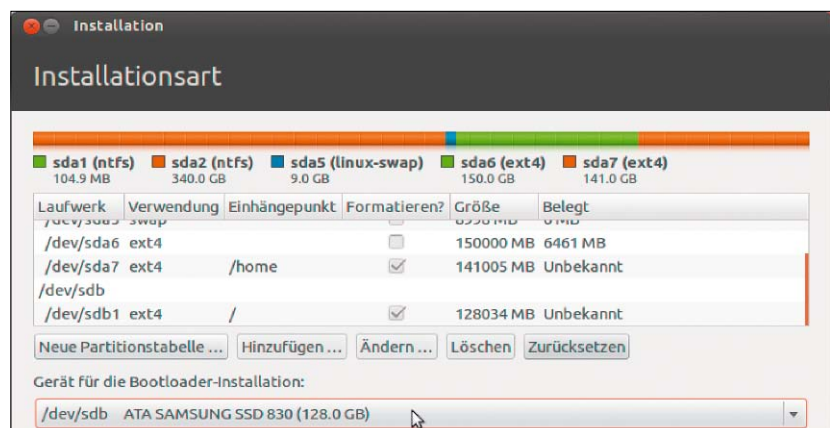 Installation
Installationsart
sda1 (ntfs) sda2 (ntfs) sda5 (linux-swap) sda6 (ext4) sda7 (ext4)
104.9 MB 340.0 GB 9.0 GB 150.0 GB 141.0 GB
Laufwerk Verwendung Einhängepunkt Formatieren? Größe Belegt
/dev/sda6 ext4 150000 MB 6461 MB
/dev/sda7 ext4 /home 141005 MB Unbekannt
/dev/sdb
/dev/sdb1 ext4 / 128034 MB Unbekannt
Neue Partitionstabelle ... Hinzufügen ... Ändern ... Löschen Zurücksetzen
Gerät für die Bootloader-Installation:
/dev/sdb ATA SAMSUNG SSD 830 (128.0 GB)